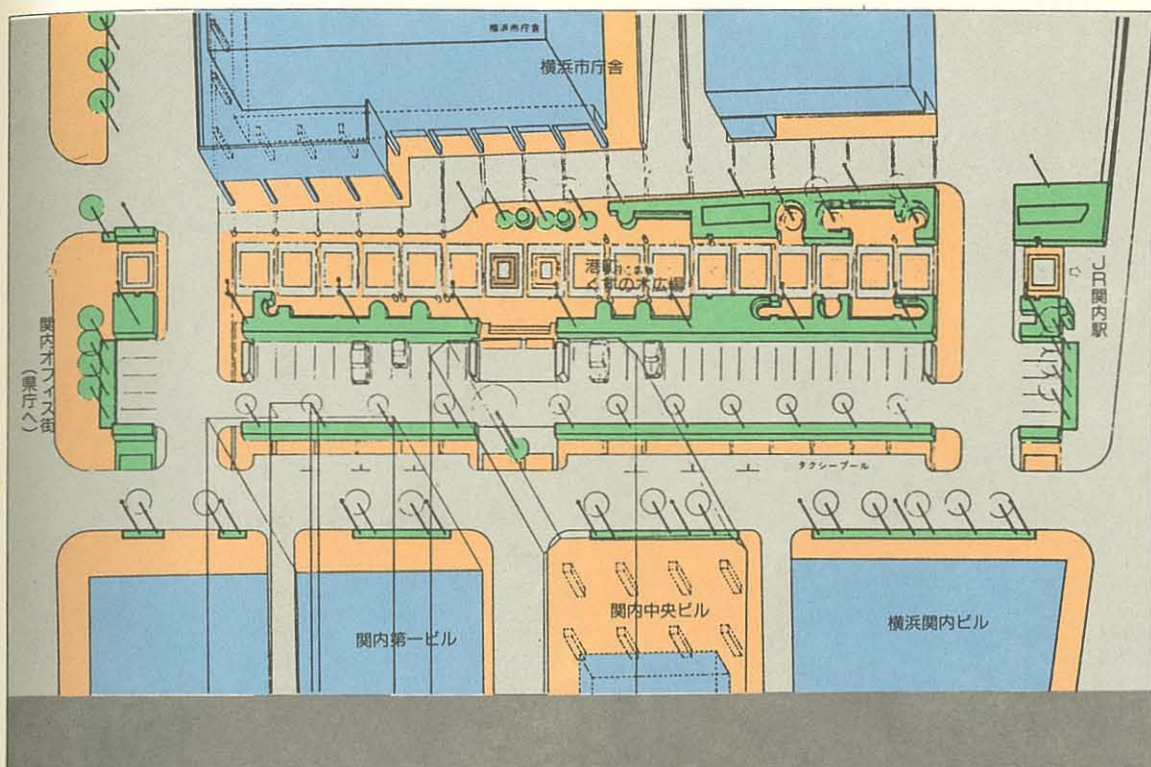 横浜市庁舎
横浜市庁舎
くすの木広場
JR関内駅
関内オフィス街
(県庁へ)
タクシープール
関内中央ビル
関内第一ビル
横浜関内ビル